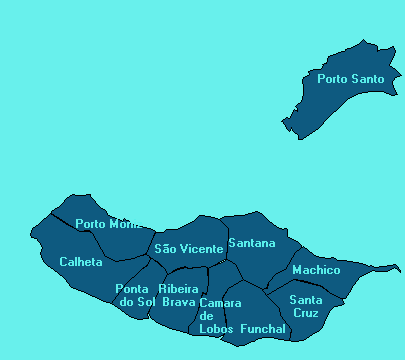 Porto Santo
Porto Moniz
São Vicente
Santana
Calheta
Machico
Ponta
do Sol
Ribeira
Brava
Camara
de
Lobos
Funchal
Santa
Cruz